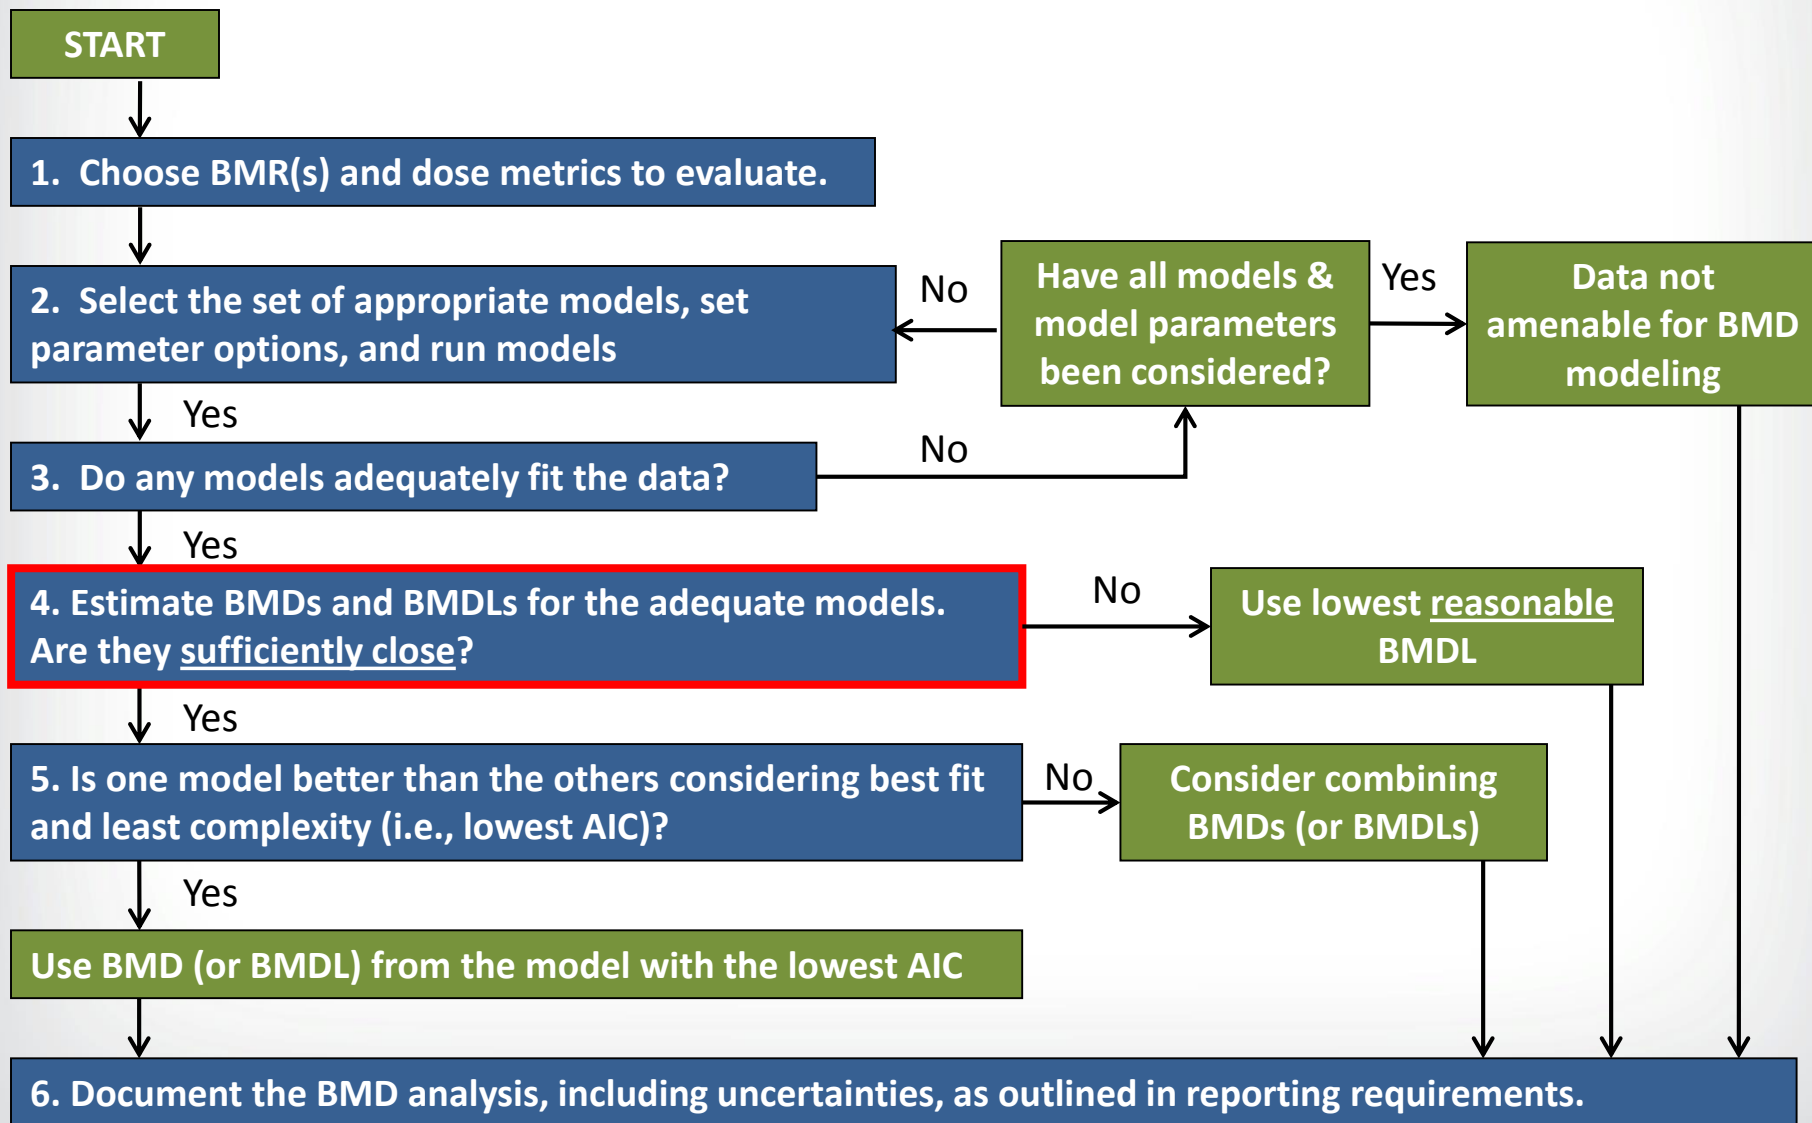 START
1. Choose BMR(s) and dose metrics to evaluate.
2. Select the set of appropriate models, set
parameter options, and run models
No
Have all models &
model parameters
been considered?
Yes
Data not
amenable for BMD
modeling
Yes
3. Do any models adequately fit the data?
No
Yes
4. Estimate BMDs and BMDLs for the adequate models.
Are they sufficiently close?
No
Use lowest reasonable
BMDL
Yes
5. Is one model better than the others considering best fit
and least complexity (i.e., lowest AIC)?
No
Consider combining
BMDs (or BMDLs)
Yes
Use BMD (or BMDL) from the model with the lowest AIC
6. Document the BMD analysis, including uncertainties, as outlined in reporting requirements.